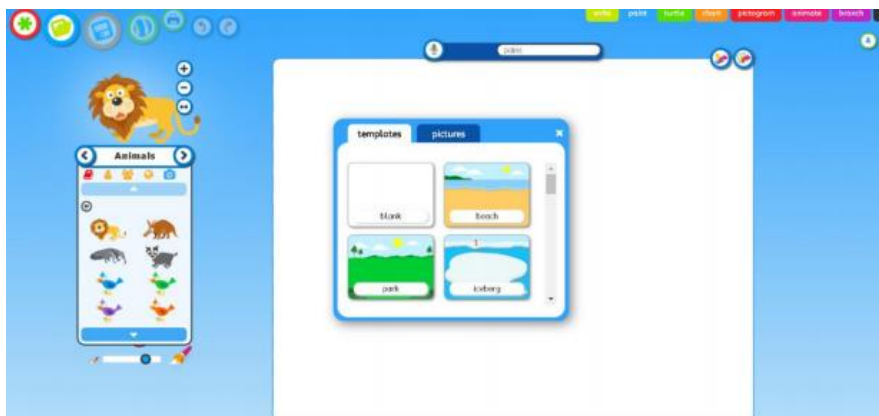 write paint turtle chart pictogram animate branch
paint
templates pictures
Animals
blank beach
park iceberg